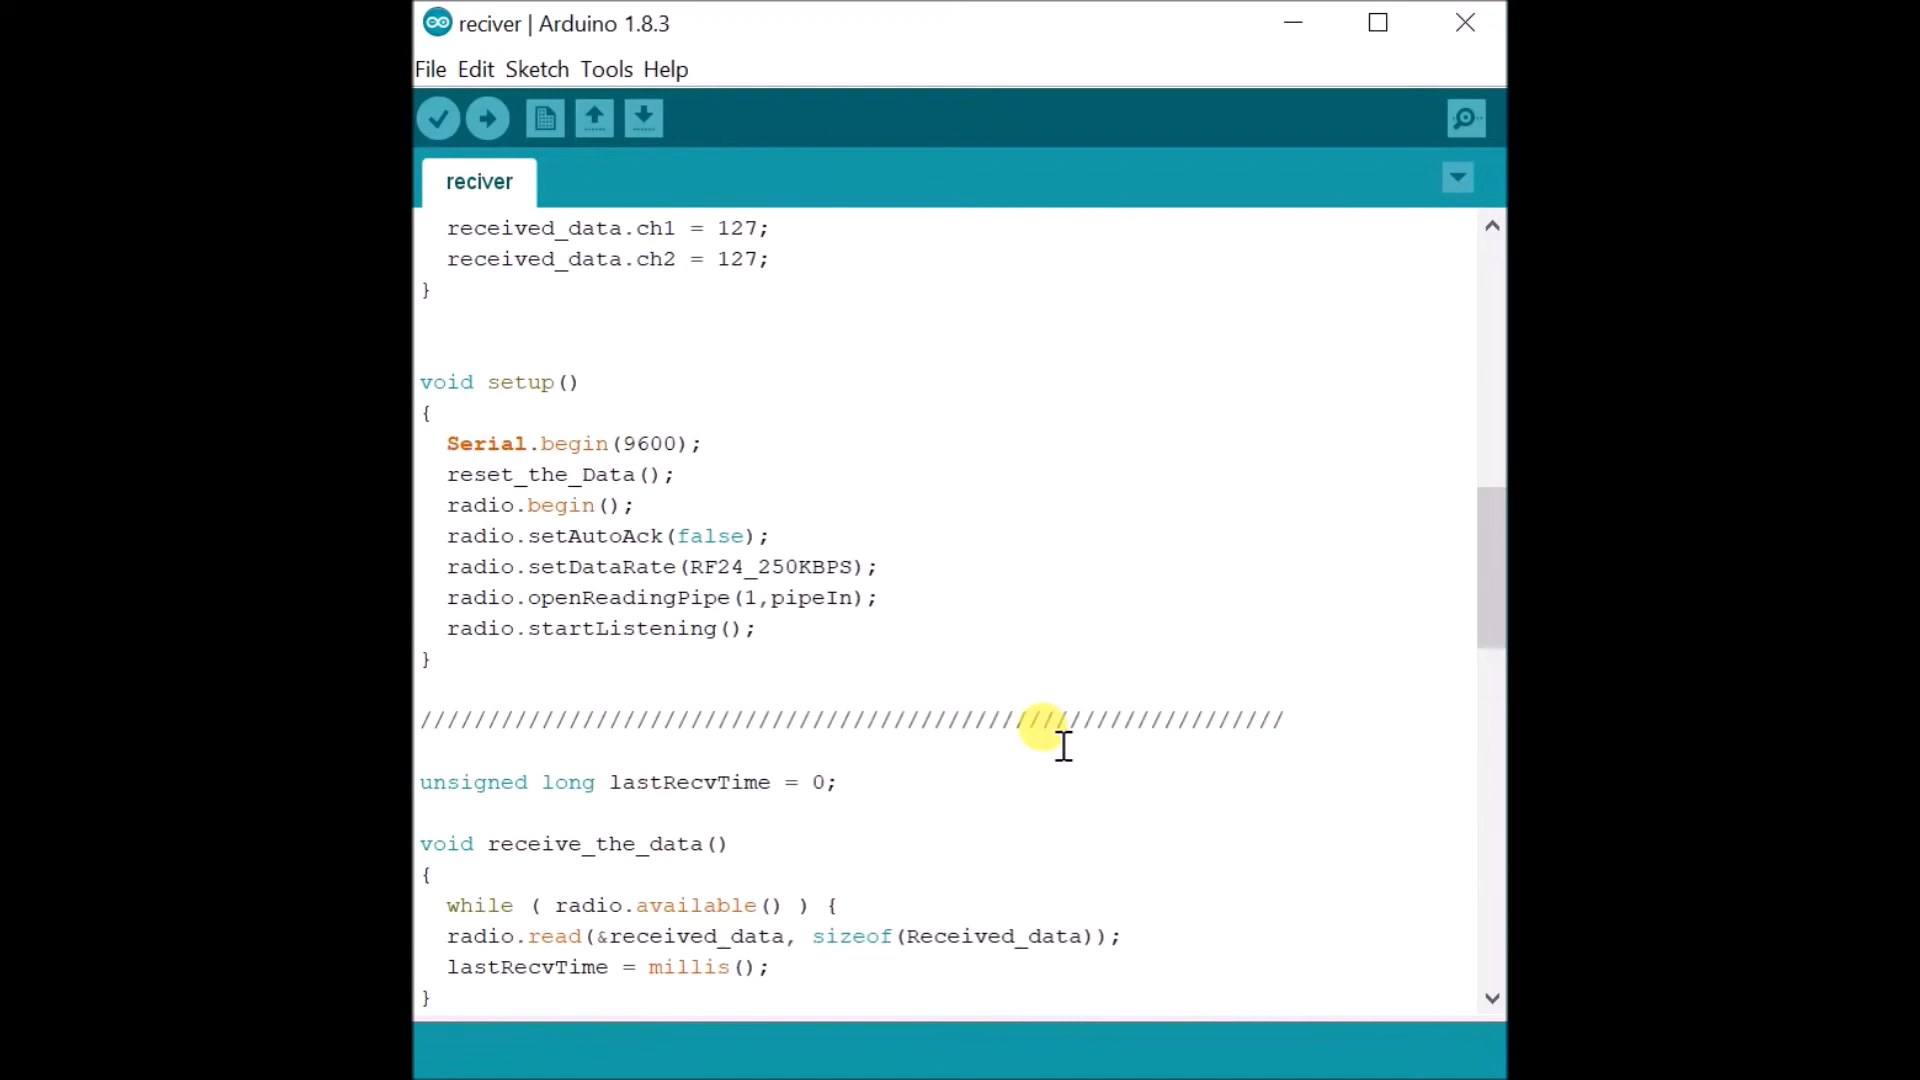 reciver | Arduino 1.8.3
File Edit Sketch Tools Help
reciver
received_data.ch1 = 127;
received_data.ch2 = 127;
}
void setup()
{
Serial.begin(9600);
reset_the_Data();
radio.begin();
radio.setAutoAck(false);
radio.setDataRate(RF24_250KBPS);
radio.openReadingPipe(1,pipeIn);
radio.startListening();
}
////////////////////////////////////////////////////////////////
unsigned long lastRecvTime = 0;
void receive_the_data()
{
while ( radio.available() ) {
radio.read(&received_data, sizeof(Received_data));
lastRecvTime = millis();
}